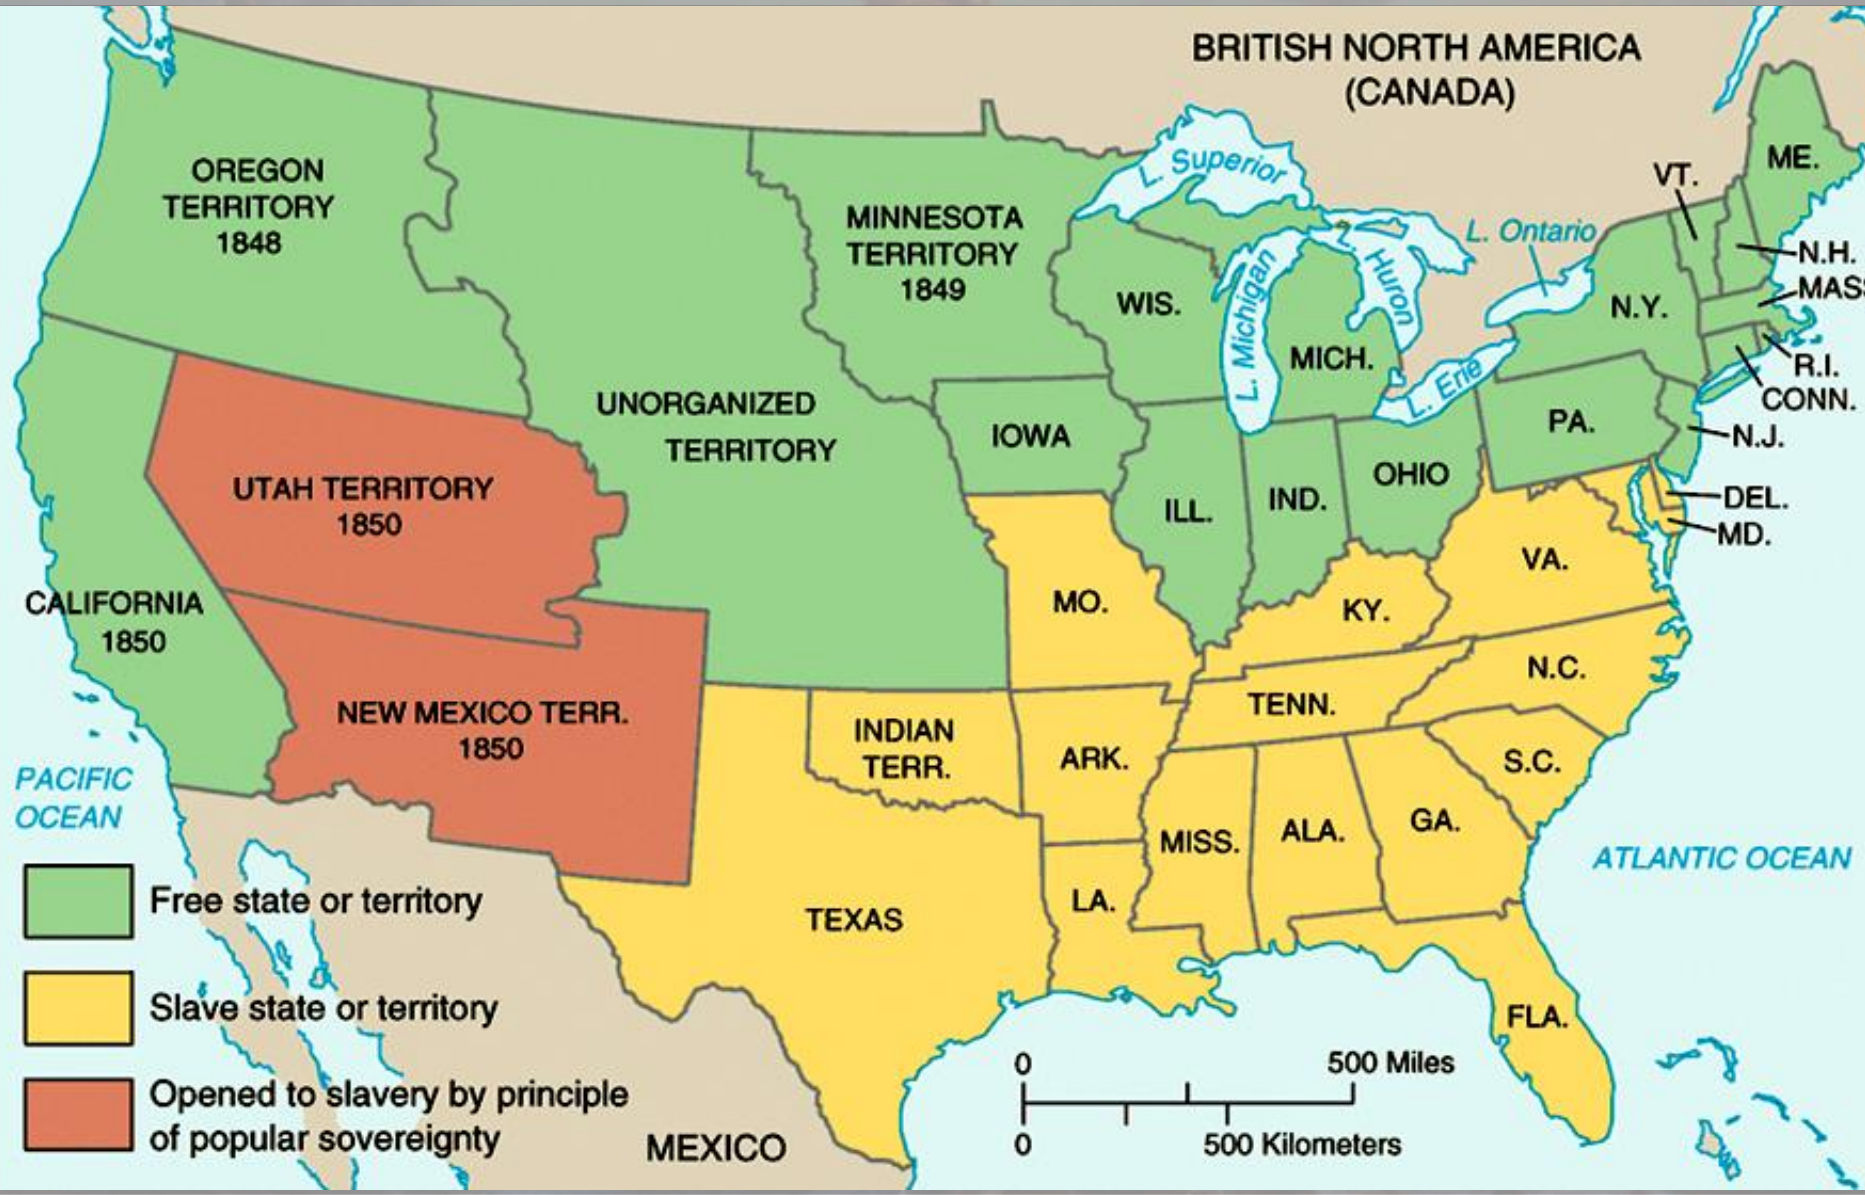 BRITISH NORTH AMERICA
(CANADA)
OREGON
TERRITORY
1848
MINNESOTA
TERRITORY
1849
L. Superior
L. Michigan
L. Ontario
Huron
L. Erie
VT.
ME.
N.H.
MASS
R.I.
CONN.
N.J.
N.Y.
PA.
DEL.
MD.
WIS.
MICH.
UNORGANIZED
TERRITORY
IOWA
ILL.
IND.
OHIO
UTAH TERRITORY
1850
CALIFORNIA
1850
MO.
KY.
VA.
N.C.
TENN.
S.C.
NEW MEXICO TERR.
1850
INDIAN
TERR.
ARK.
MISS.
ALA.
GA.
LA.
TEXAS
FLA.
PACIFIC
OCEAN
ATLANTIC OCEAN
Free state or territory
Slave state or territory
Opened to slavery by principle
of popular sovereignty
MEXICO
0 500 Miles
0 500 Kilometers